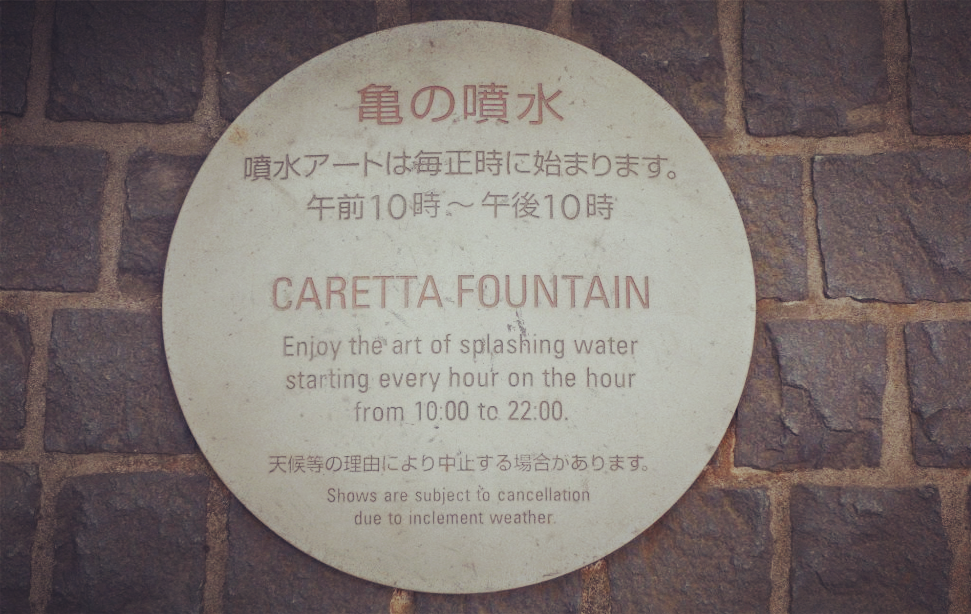 亀の噴水
噴水アートは毎正時に始まります。
午前10時～午後10時
CARETTA FOUNTAIN
Enjoy the art of splashing water
starting every hour on the hour
from 10:00 to 22:00.
天候等の理由により中止する場合があります。
Shows are subject to cancellation
due to inclement weather.